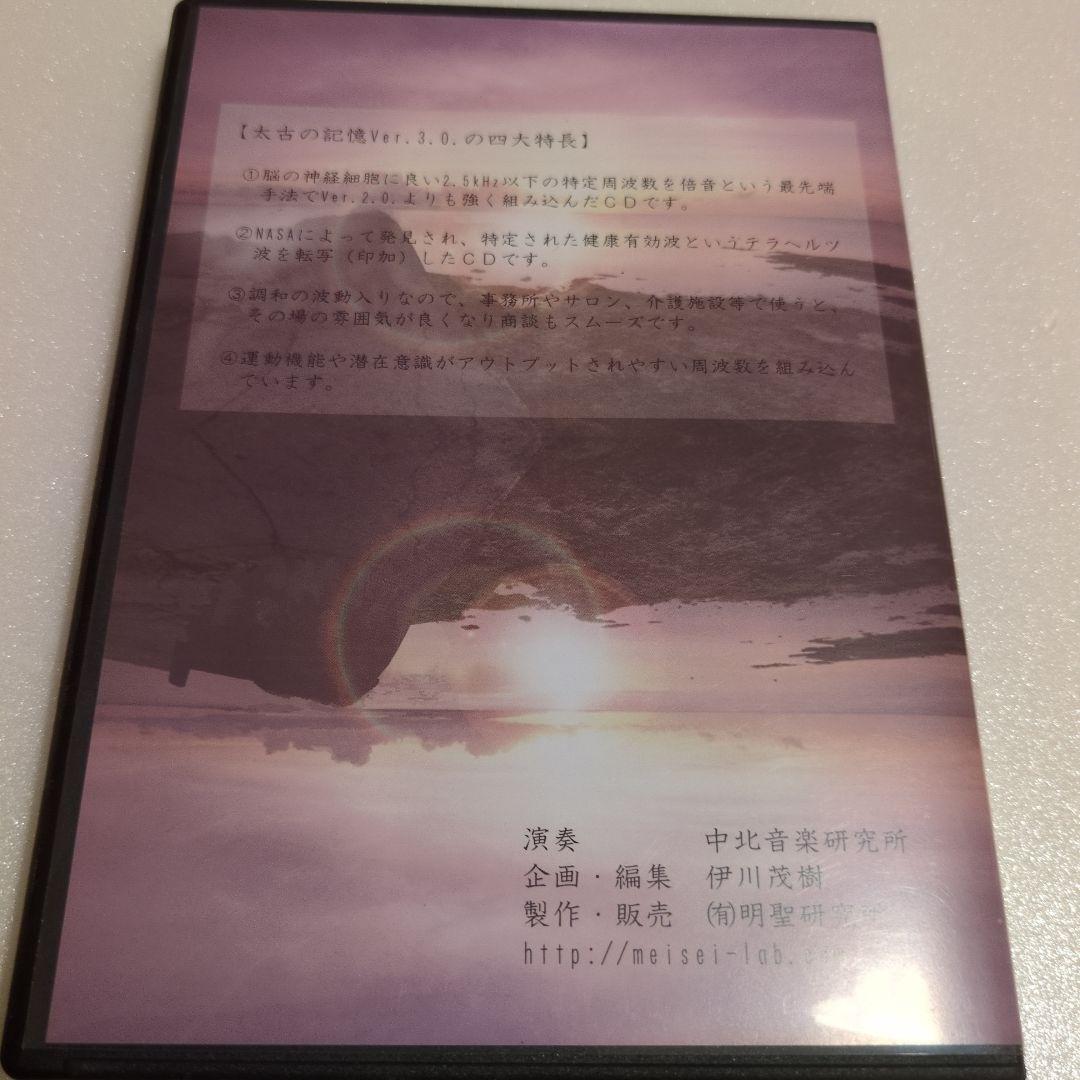 【太古の記憶Ver.3.0.の四大特長】
①脳の神経細胞に良い2.5kHz以下の特定周波数を倍音という最先端
手法でVer.2.0.よりも強く組み込んだCDです。
②NASAによって発見され、特定された健康有効波というテラヘルツ
波を転写（印加）したCDです。
③調和の波動入りなので、事務所やサロン、介護施設等で使うと、
その場の雰囲気が良くなり商談もスムーズです。
④運動機能や潜在意識がアウトプットされやすい周波数を組み込ん
でいます。
演奏 中北音楽研究所
企画・編集 伊川茂樹
製作・販売 ㈲明聖研究所
http://meisei-lab.com